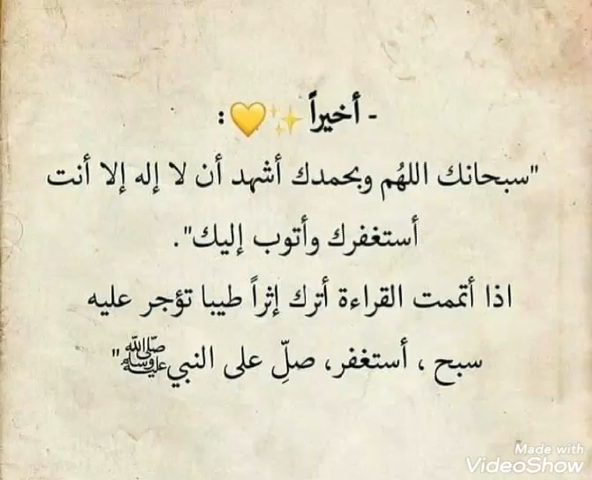 - أخيراً ✨💛 :
"سبحانك اللهُم وبحمدك أشهد أن لا إله إلا أنت
أستغفرك وأتوب إليك".
اذا أتممت القراءة أترك إثراً طيبا تؤجر عليه
سبح ، أستغفر، صلِّ على النبي ﷺ"
Made with
VideoShow